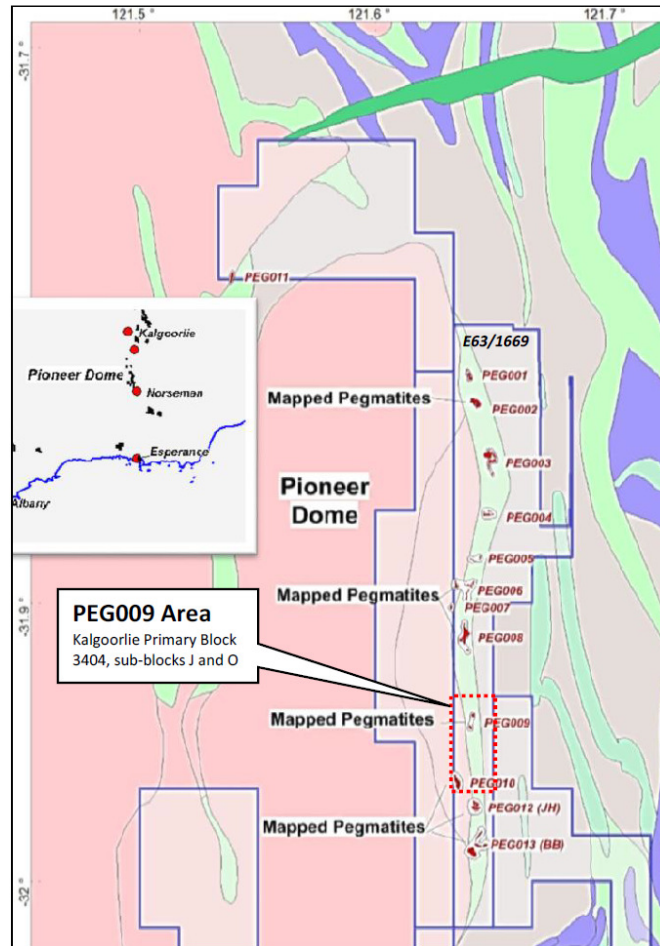 121.5 °
121.6 °
121.7 °
-31.7 °
PEG011
E63/1669
PEG001
Mapped Pegmatites
PEG002
Kalgoorlie
Pioneer Dome
Norseman
Esperance
Albany
PEG003
Pioneer
Dome
PEG004
PEG005
PEG006
Mapped Pegmatites
PEG007
-31.9 °
PEG009 Area
Kalgoorlie Primary Block
3404, sub-blocks J and O
PEG008
Mapped Pegmatites
PEG009
PEG010
PEG012 (JH)
Mapped Pegmatites
PEG013 (BB)
-32 °